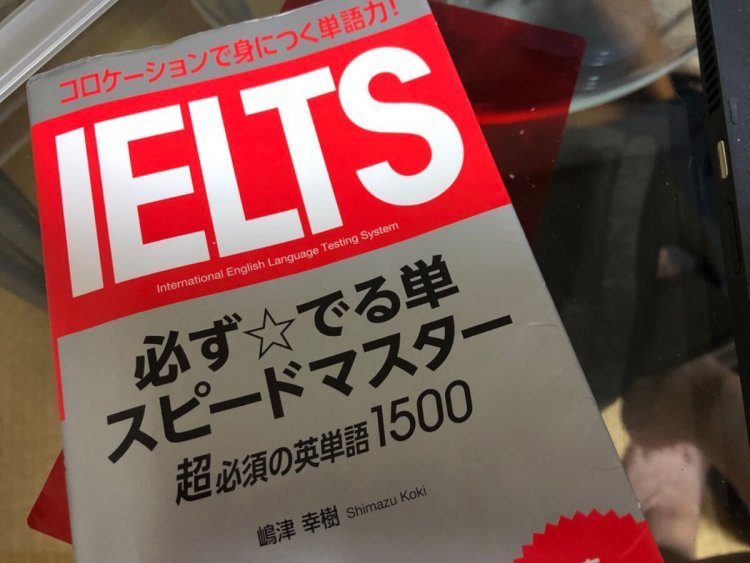 コロケーションで身につく単語力!
IELTS
International English Language Testing System
必ず☆でる単
スピードマスター
超必須の英単語1500
嶋津 幸樹 Shimazu Koki